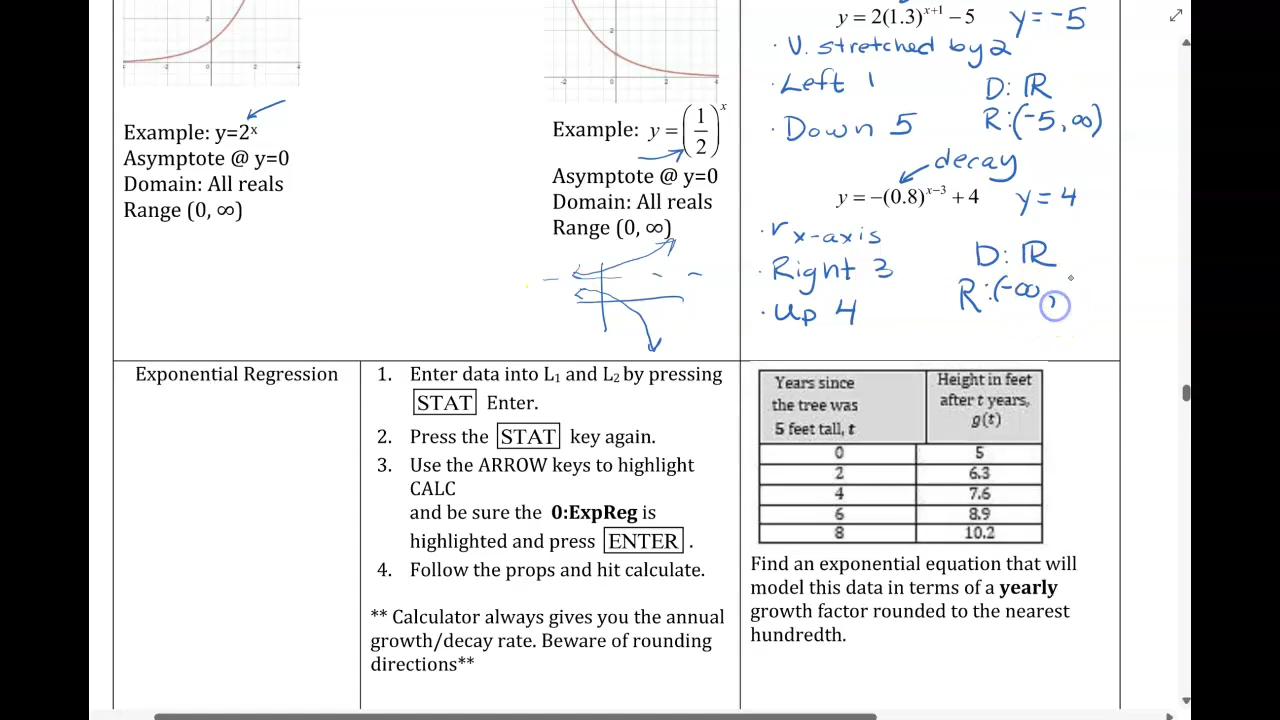 Example: y=2ˣ
Asymptote @ y=0
Domain: All reals
Range (0, ∞)
Example: y = (1/2)ˣ
Asymptote @ y=0
Domain: All reals
Range (0, ∞)
y = 2(1.3)^(x+1) − 5 y = -5
· V. stretched by 2
· Left 1 D: ℝ
· Down 5 R: (-5, ∞)
decay
y = −(0.8)^(x−3) + 4 y = 4
· r x-axis
· Right 3 D: ℝ
· Up 4 R: (-∞,
Exponential Regression
1. Enter data into L₁ and L₂ by pressing
STAT Enter.
2. Press the STAT key again.
3. Use the ARROW keys to highlight
CALC
and be sure the 0:ExpReg is
highlighted and press ENTER .
4. Follow the props and hit calculate.
** Calculator always gives you the annual
growth/decay rate. Beware of rounding
directions**
Years since
the tree was
5 feet tall, t
Height in feet
after t years,
g(t)
0 5
2 6.3
4 7.6
6 8.9
8 10.2
Find an exponential equation that will
model this data in terms of a yearly
growth factor rounded to the nearest
hundredth.